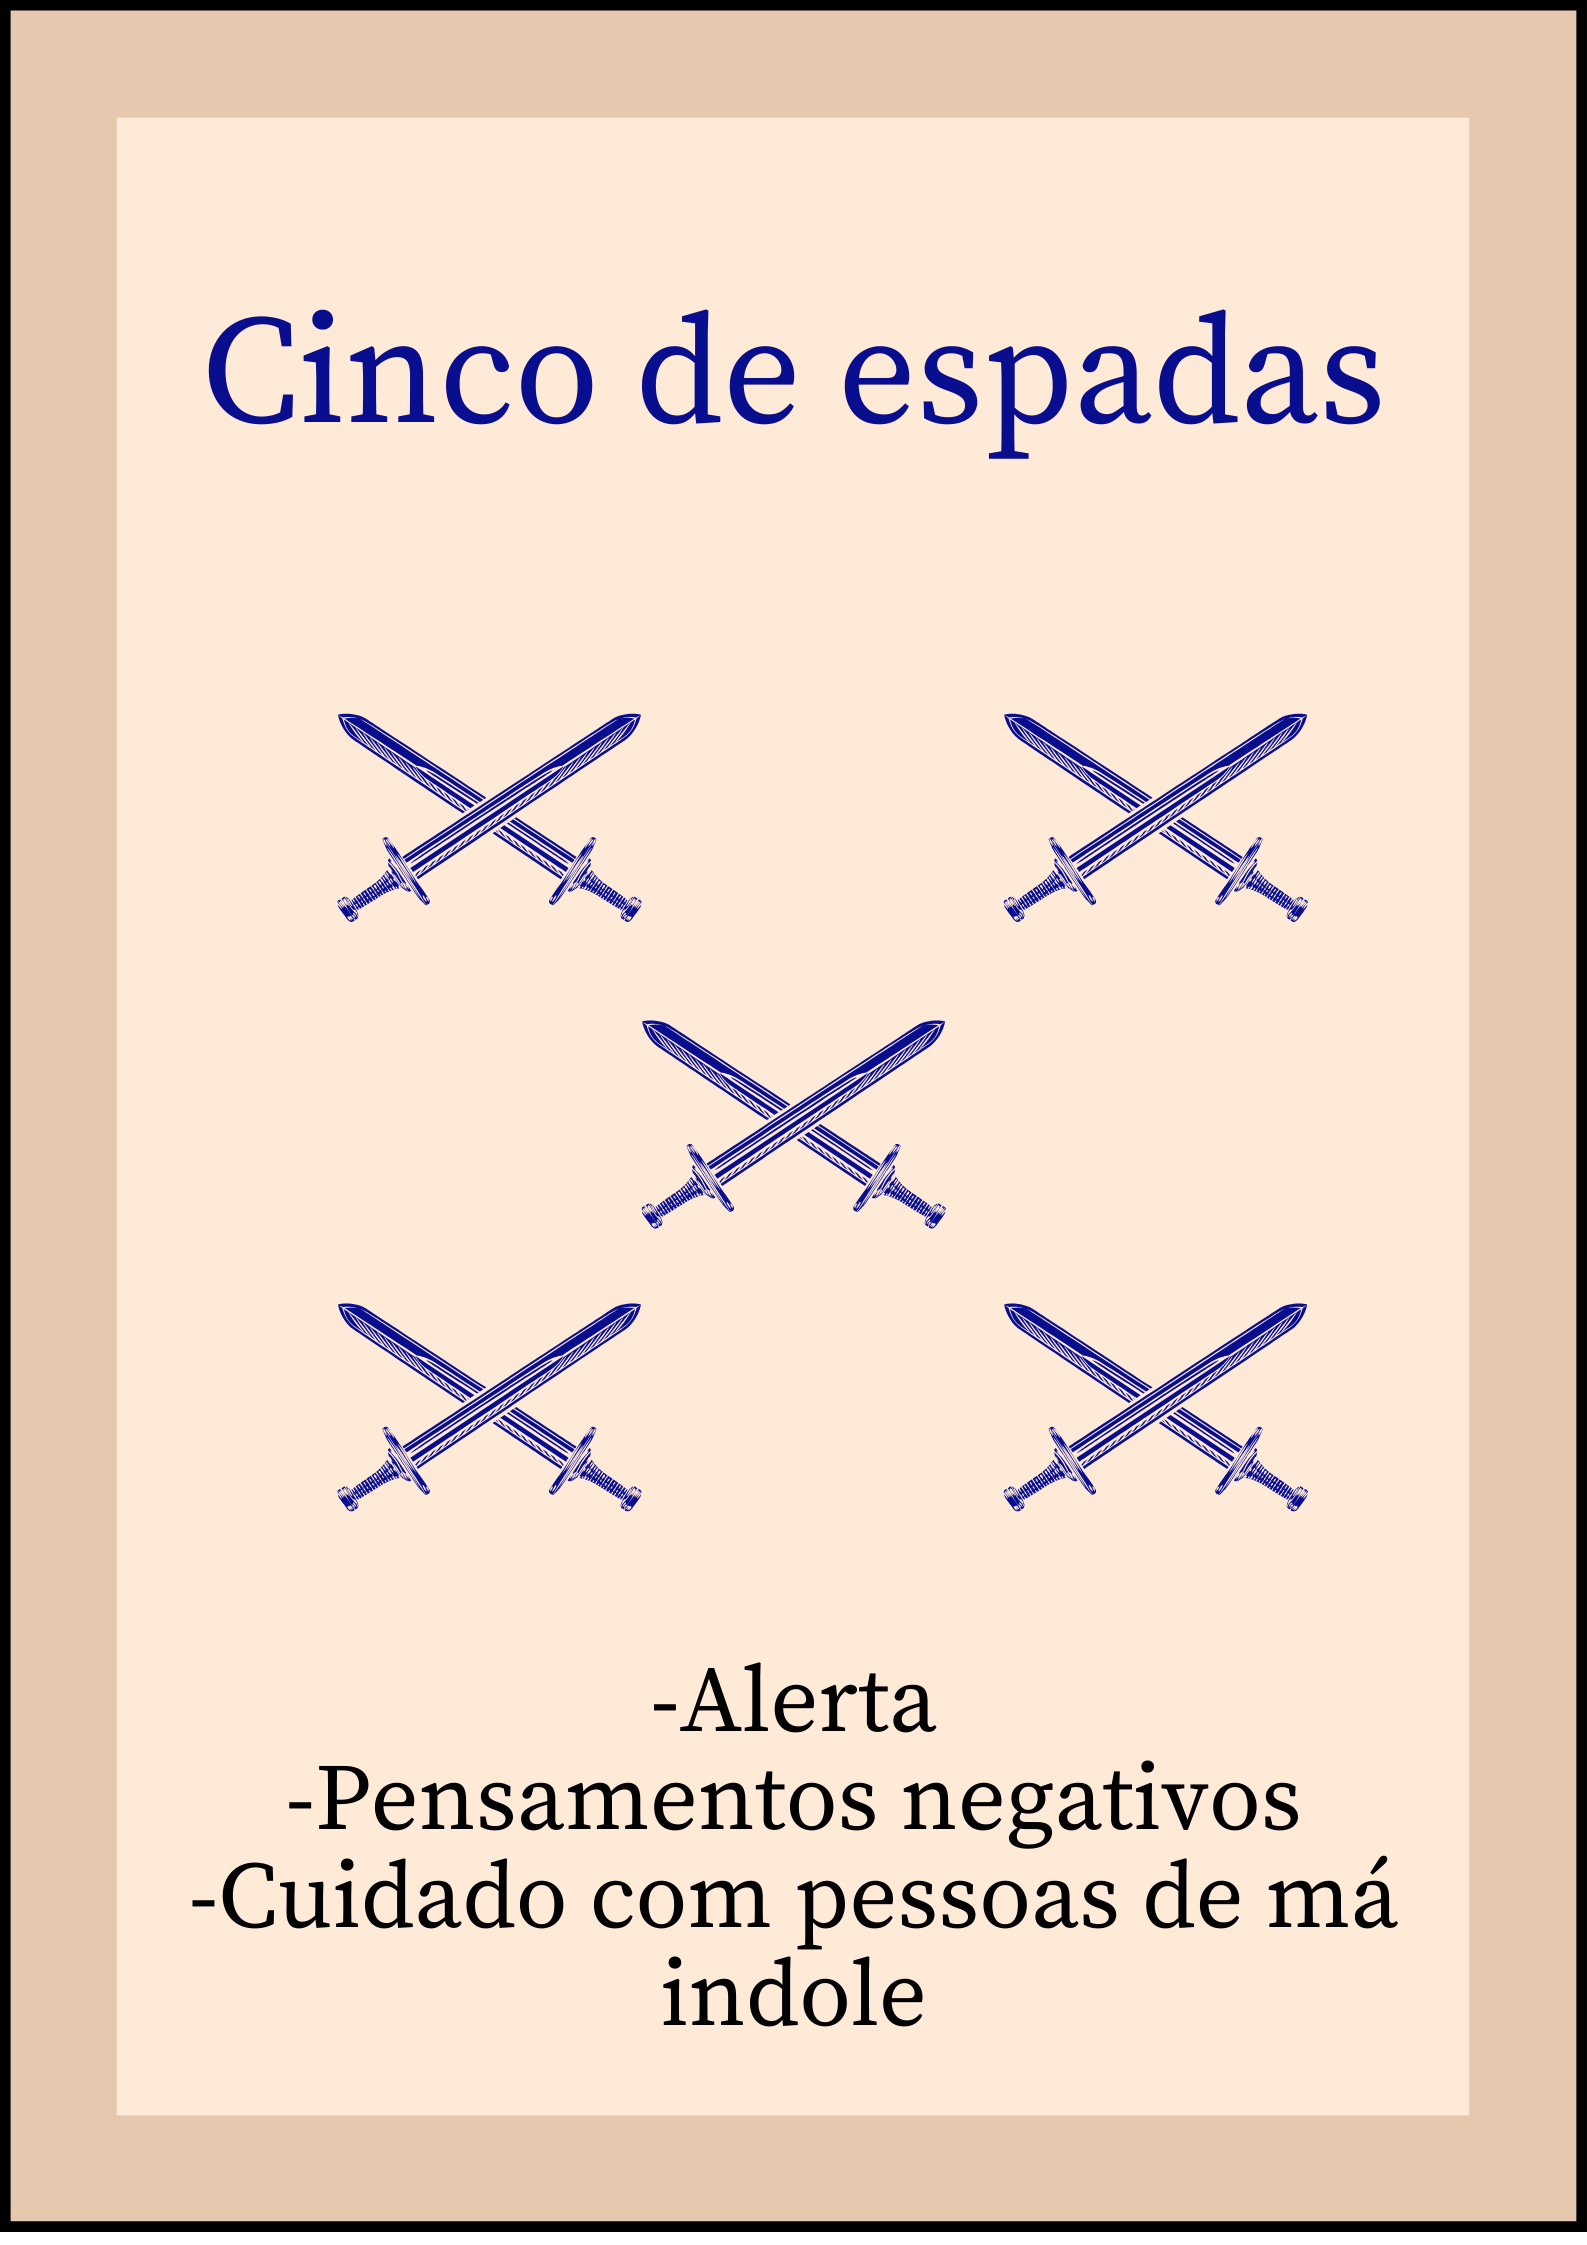 Cinco de espadas
-Alerta
-Pensamentos negativos
-Cuidado com pessoas de má
indole